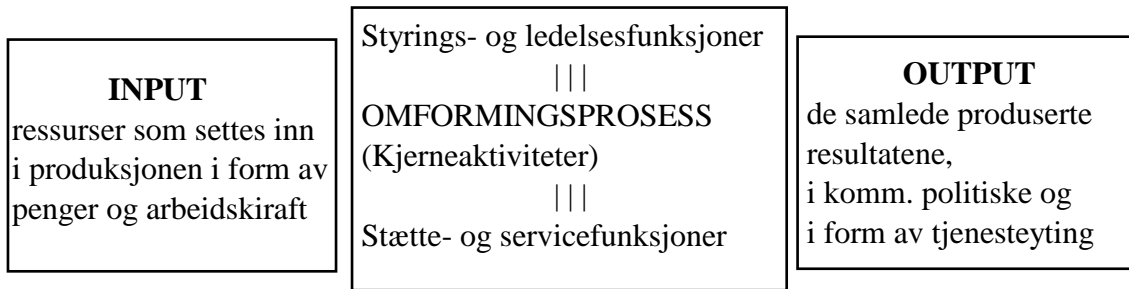 INPUT
ressurser som settes inn
i produksjonen i form av
penger og arbeidskiraft
Styrings- og ledelsesfunksjoner
|||
OMFORMINGSPROSESS
(Kjerneaktiviteter)
|||
Stætte- og servicefunksjoner
OUTPUT
de samlede produserte
resultatene,
i komm. politiske og
i form av tjenesteyting